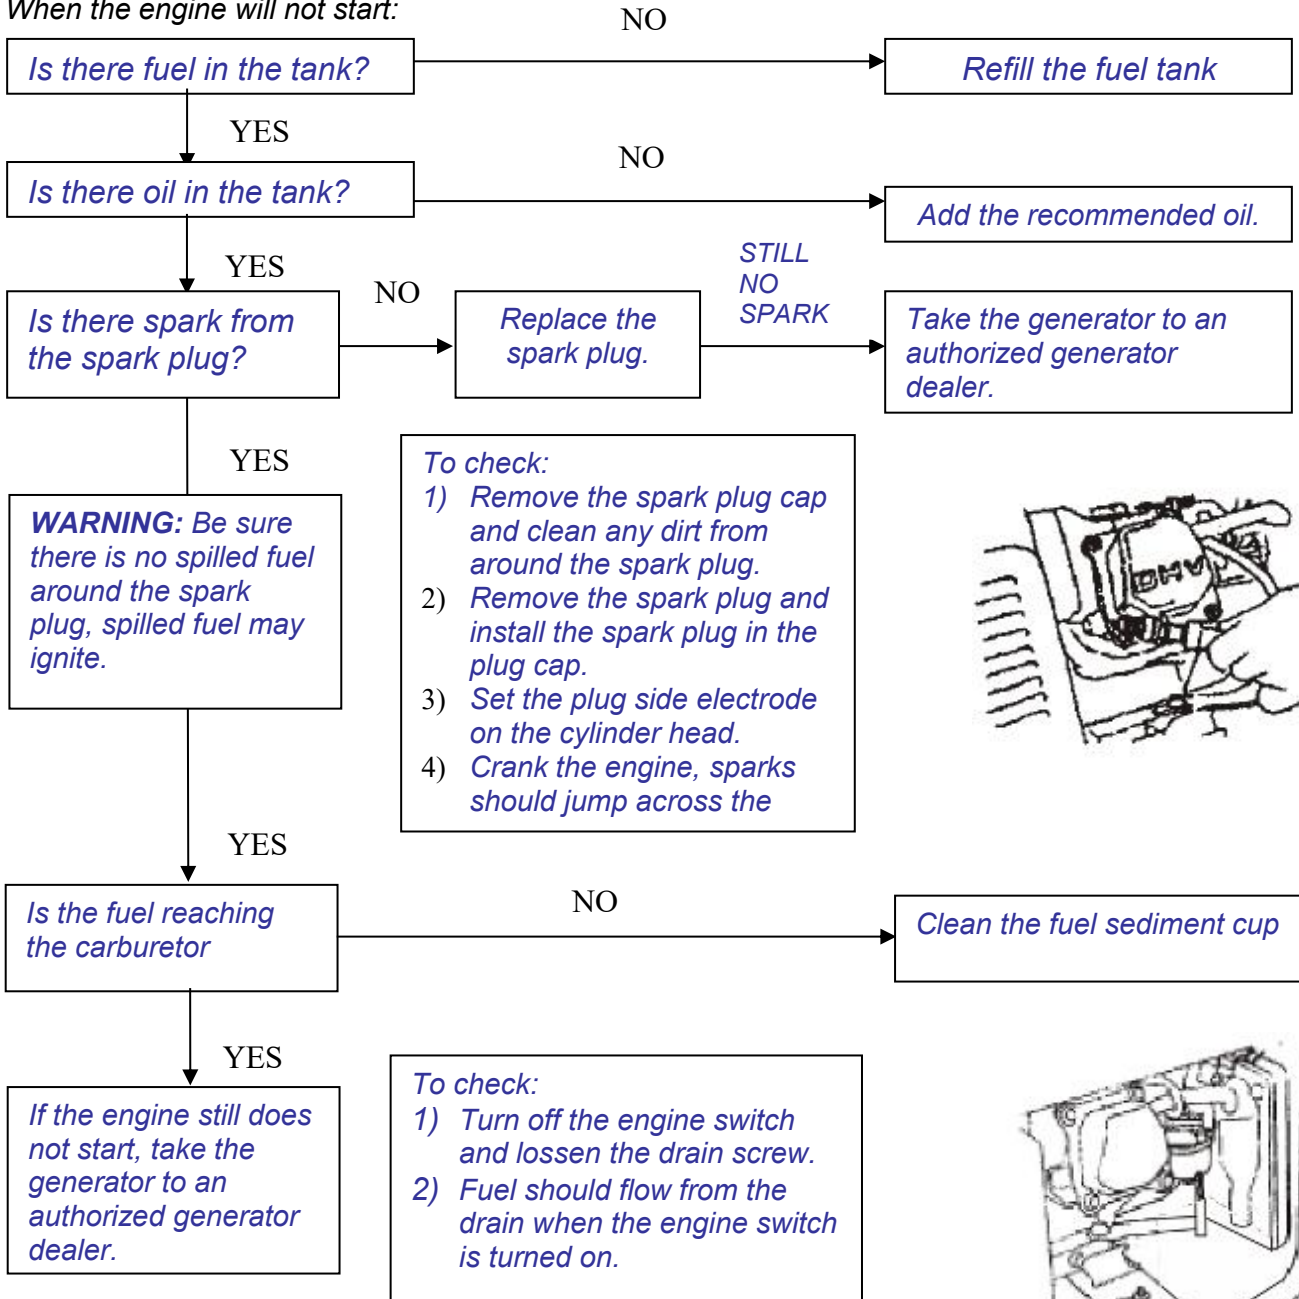 When the engine will not start:
NO
Is there fuel in the tank?
Refill the fuel tank
YES
NO
Is there oil in the tank?
Add the recommended oil.
YES
NO
STILL
NO
SPARK
Is there spark from
the spark plug?
Replace the
spark plug.
Take the generator to an
authorized generator
dealer.
YES
WARNING: Be sure
there is no spilled fuel
around the spark
plug, spilled fuel may
ignite.
To check:
1) Remove the spark plug cap
and clean any dirt from
around the spark plug.
2) Remove the spark plug and
install the spark plug in the
plug cap.
3) Set the plug side electrode
on the cylinder head.
4) Crank the engine, sparks
should jump across the
OHV
YES
Is the fuel reaching
the carburetor
NO
Clean the fuel sediment cup
YES
If the engine still does
not start, take the
generator to an
authorized generator
dealer.
To check:
1) Turn off the engine switch
and lossen the drain screw.
2) Fuel should flow from the
drain when the engine switch
is turned on.